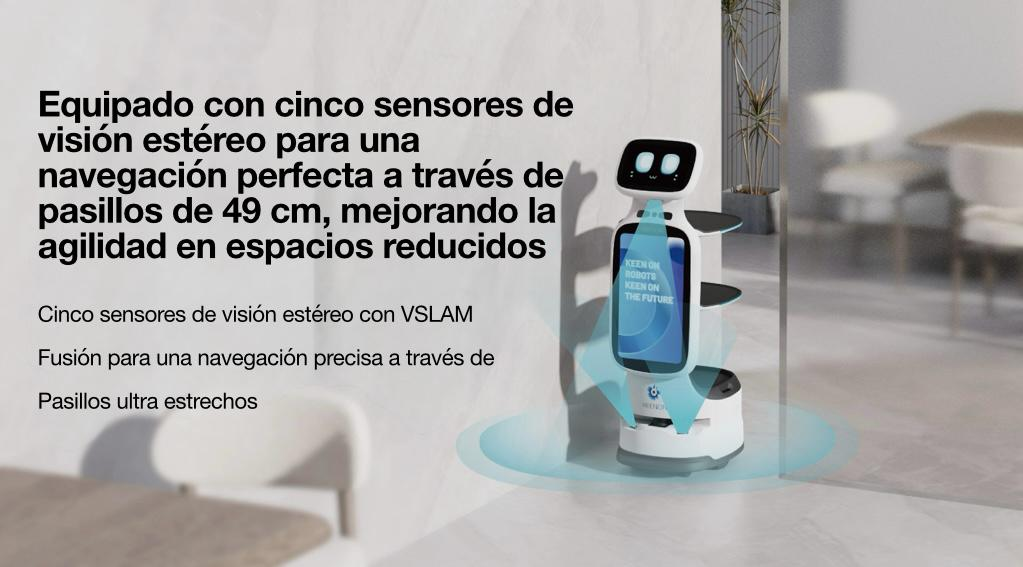 Equipado con cinco sensores de
visión estéreo para una
navegación perfecta a través de
pasillos de 49 cm, mejorando la
agilidad en espacios reducidos
Cinco sensores de visión estéreo con VSLAM
Fusión para una navegación precisa a través de
Pasillos ultra estrechos
KEEN ON
ROBOTS
KEEN ON
THE FUTURE
KEENON